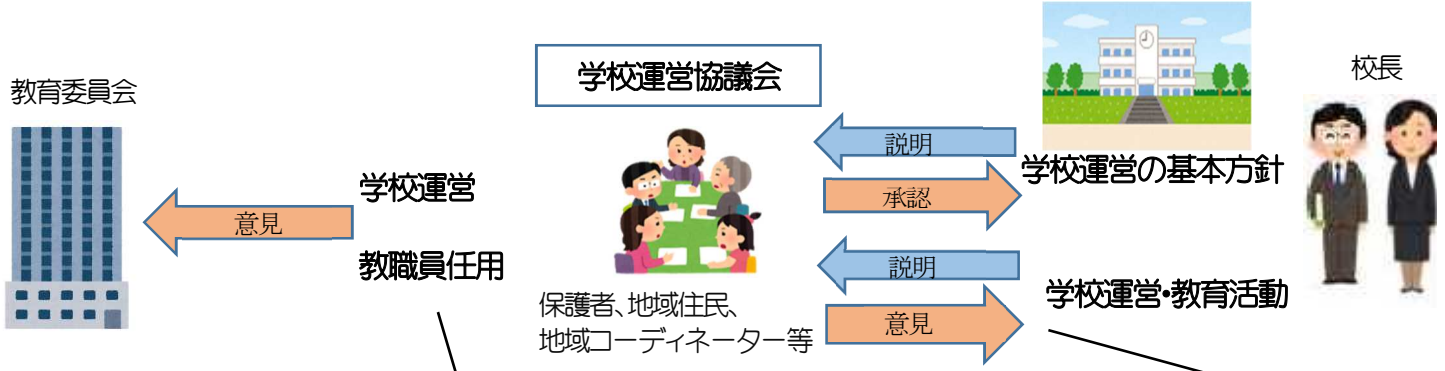 教育委員会
意見
学校運営
教職員任用
学校運営協議会
保護者、地域住民、
地域コーディネーター等
説明
承認
学校運営の基本方針
説明
意見
学校運営・教育活動
校長